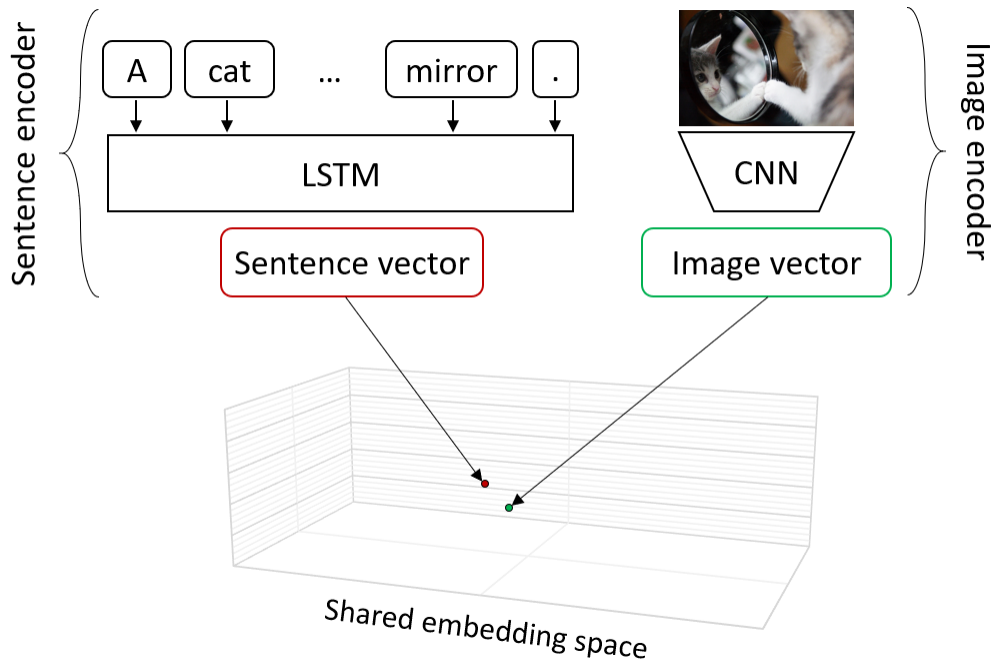 Sentence encoder
A cat ... mirror .
LSTM
CNN
Image encoder
Sentence vector
Image vector
Shared embedding space